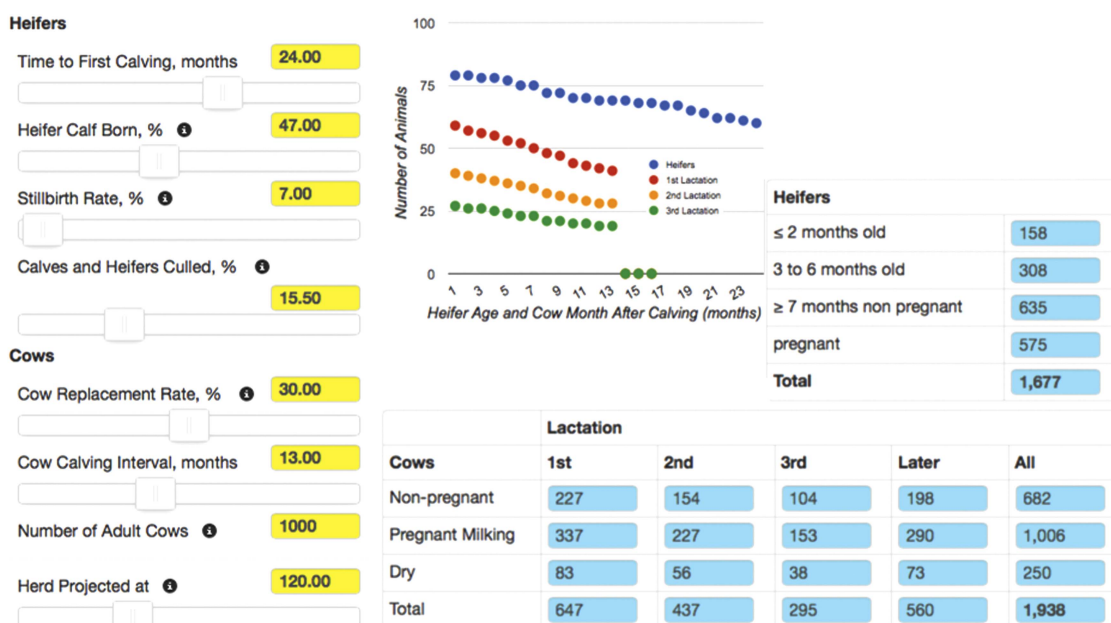 Heifers
Time to First Calving, months 24.00
Heifer Calf Born, % 47.00
Stillbirth Rate, % 7.00
Calves and Heifers Culled, %
15.50
Cows
Cow Replacement Rate, % 30.00
Cow Calving Interval, months 13.00
Number of Adult Cows 1000
Herd Projected at 120.00
Number of Animals
100
75
50
25
0
1 3 5 7 9 11 13 15 17 19 21 23
Heifer Age and Cow Month After Calving (months)
Heifers
1st Lactation
2nd Lactation
3rd Lactation
Heifers
≤ 2 months old 158
3 to 6 months old 308
≥ 7 months non pregnant 635
pregnant 575
Total 1,677
Lactation
Cows 1st 2nd 3rd Later All
Non-pregnant 227 154 104 198 682
Pregnant Milking 337 227 153 290 1,006
Dry 83 56 38 73 250
Total 647 437 295 560 1,938